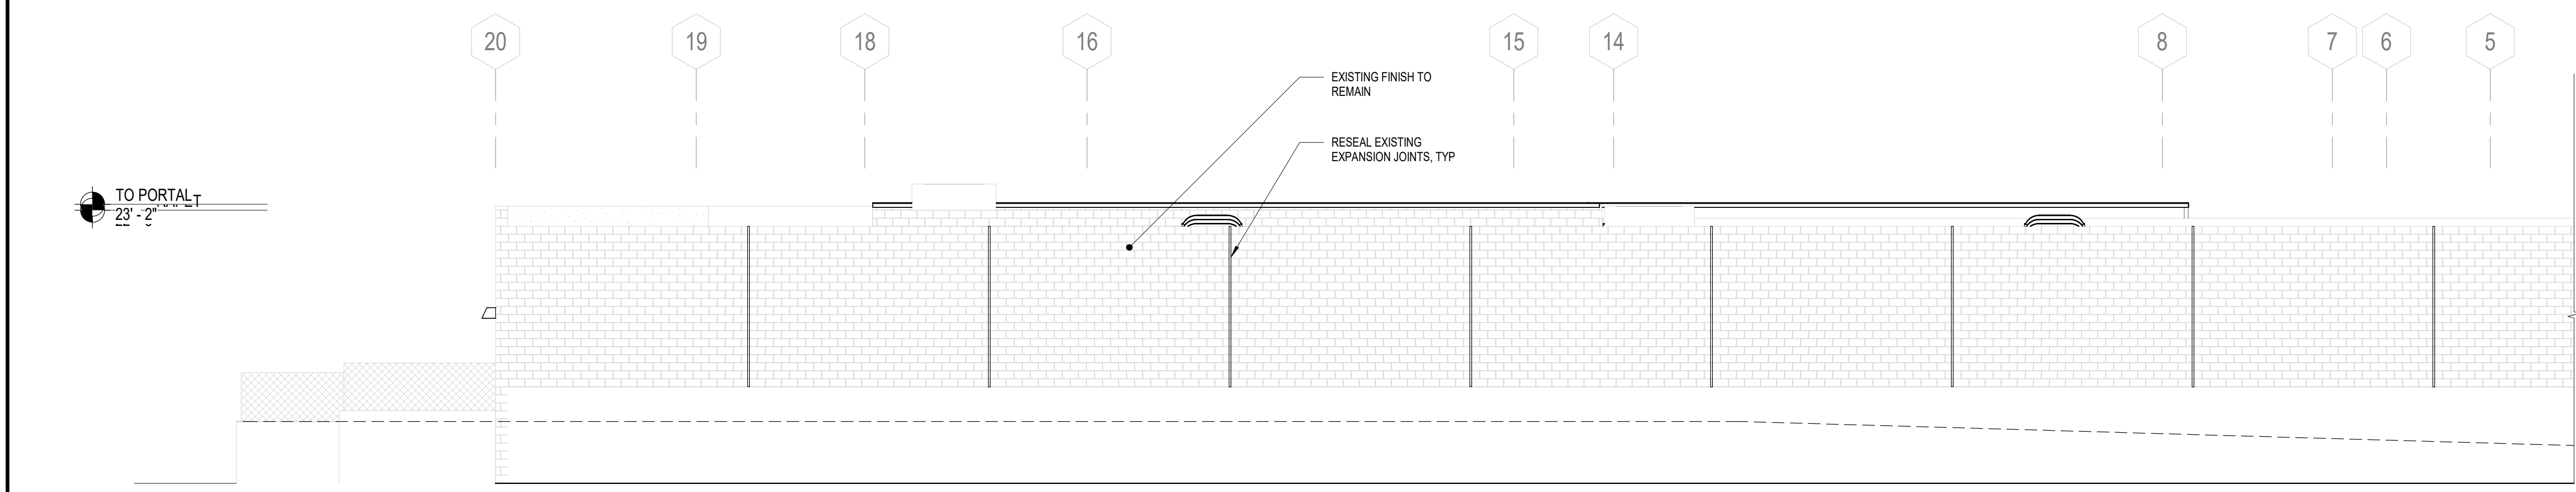 20
19
18
16
15
14
8
7
6
5
EXISTING FINISH TO
REMAIN
RESEAL EXISTING
EXPANSION JOINTS, TYP
TO PORTAL
23' - 2"